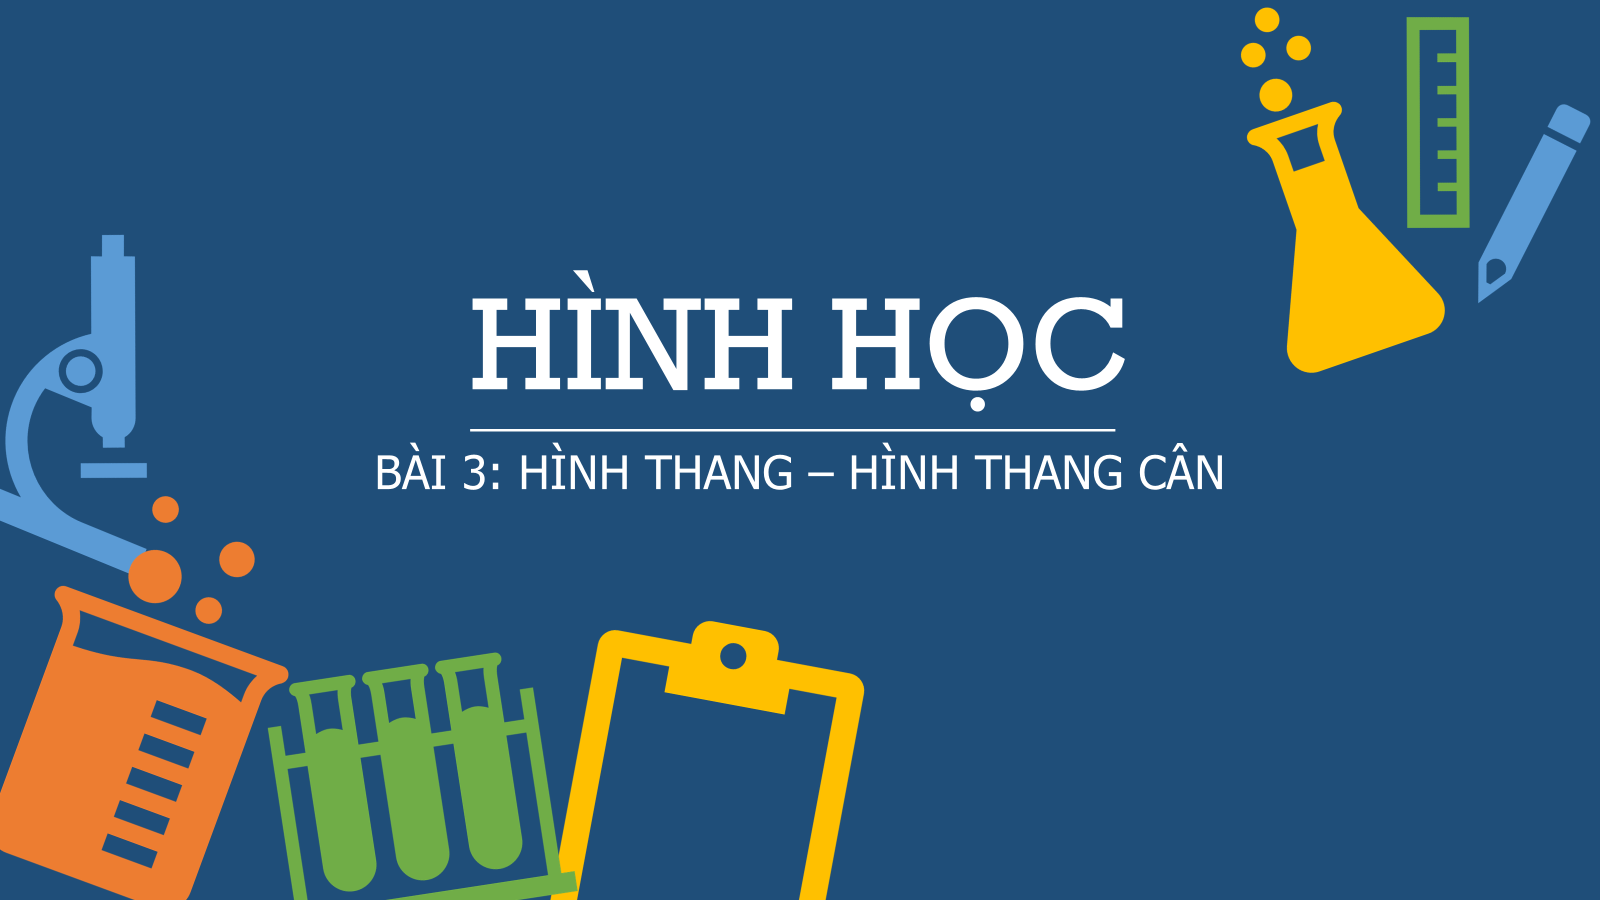 HÌNH HỌC
BÀI 3: HÌNH THANG – HÌNH THANG CÂN